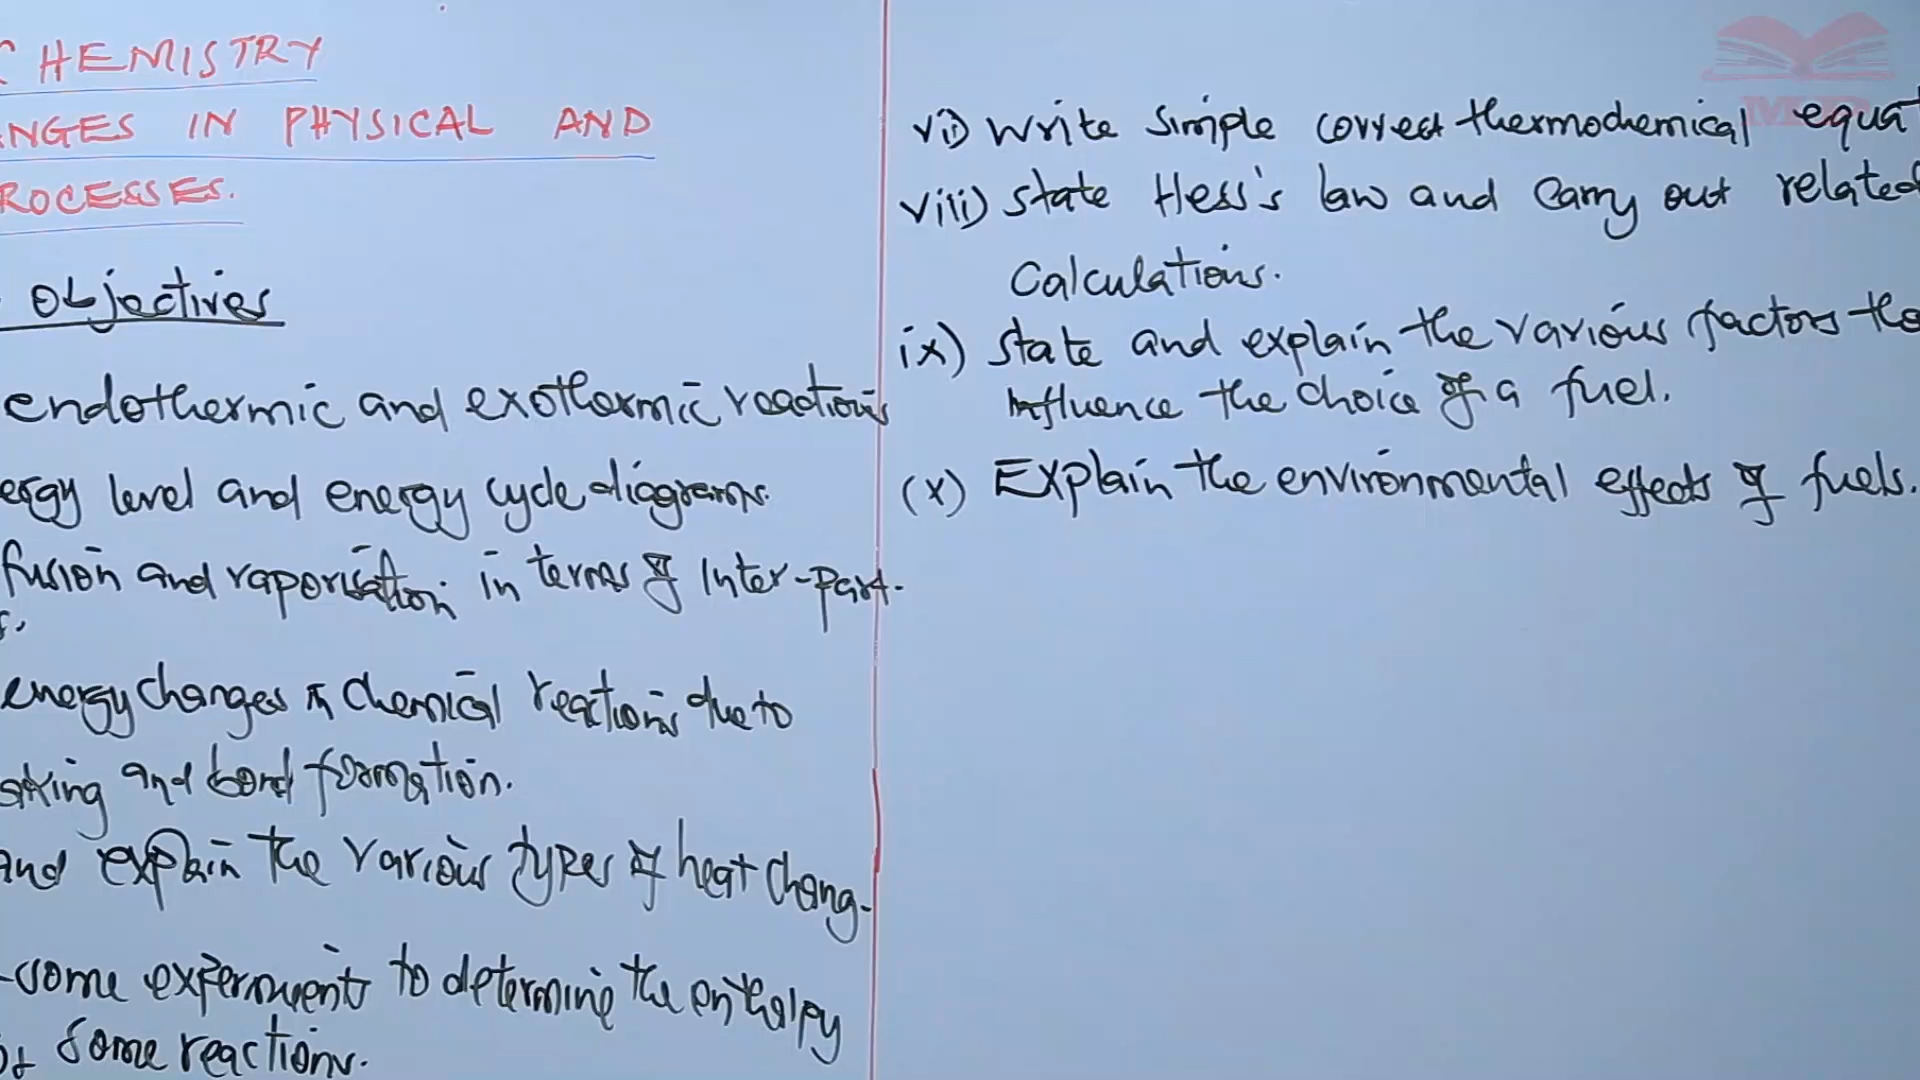 CHEMISTRY
ANGES IN PHYSICAL AND
ROCESSES.
Objectives
endothermic and exothermic reactions
ergy level and energy cycle diagrams.
fusion and vaporisation in terms of Inter-part-
s.
energy changes in chemical reactions due to
aking and bond formation.
and explain the various types of heat chang-
some experiments to determine the enthalpy
of some reactions.
vii) write simple correct thermochemical equat
viii) state Hess's law and carry out related
Calculations.
ix) state and explain the various factors tha
influence the choice of a fuel.
(x) Explain the environmental effects of fuels.